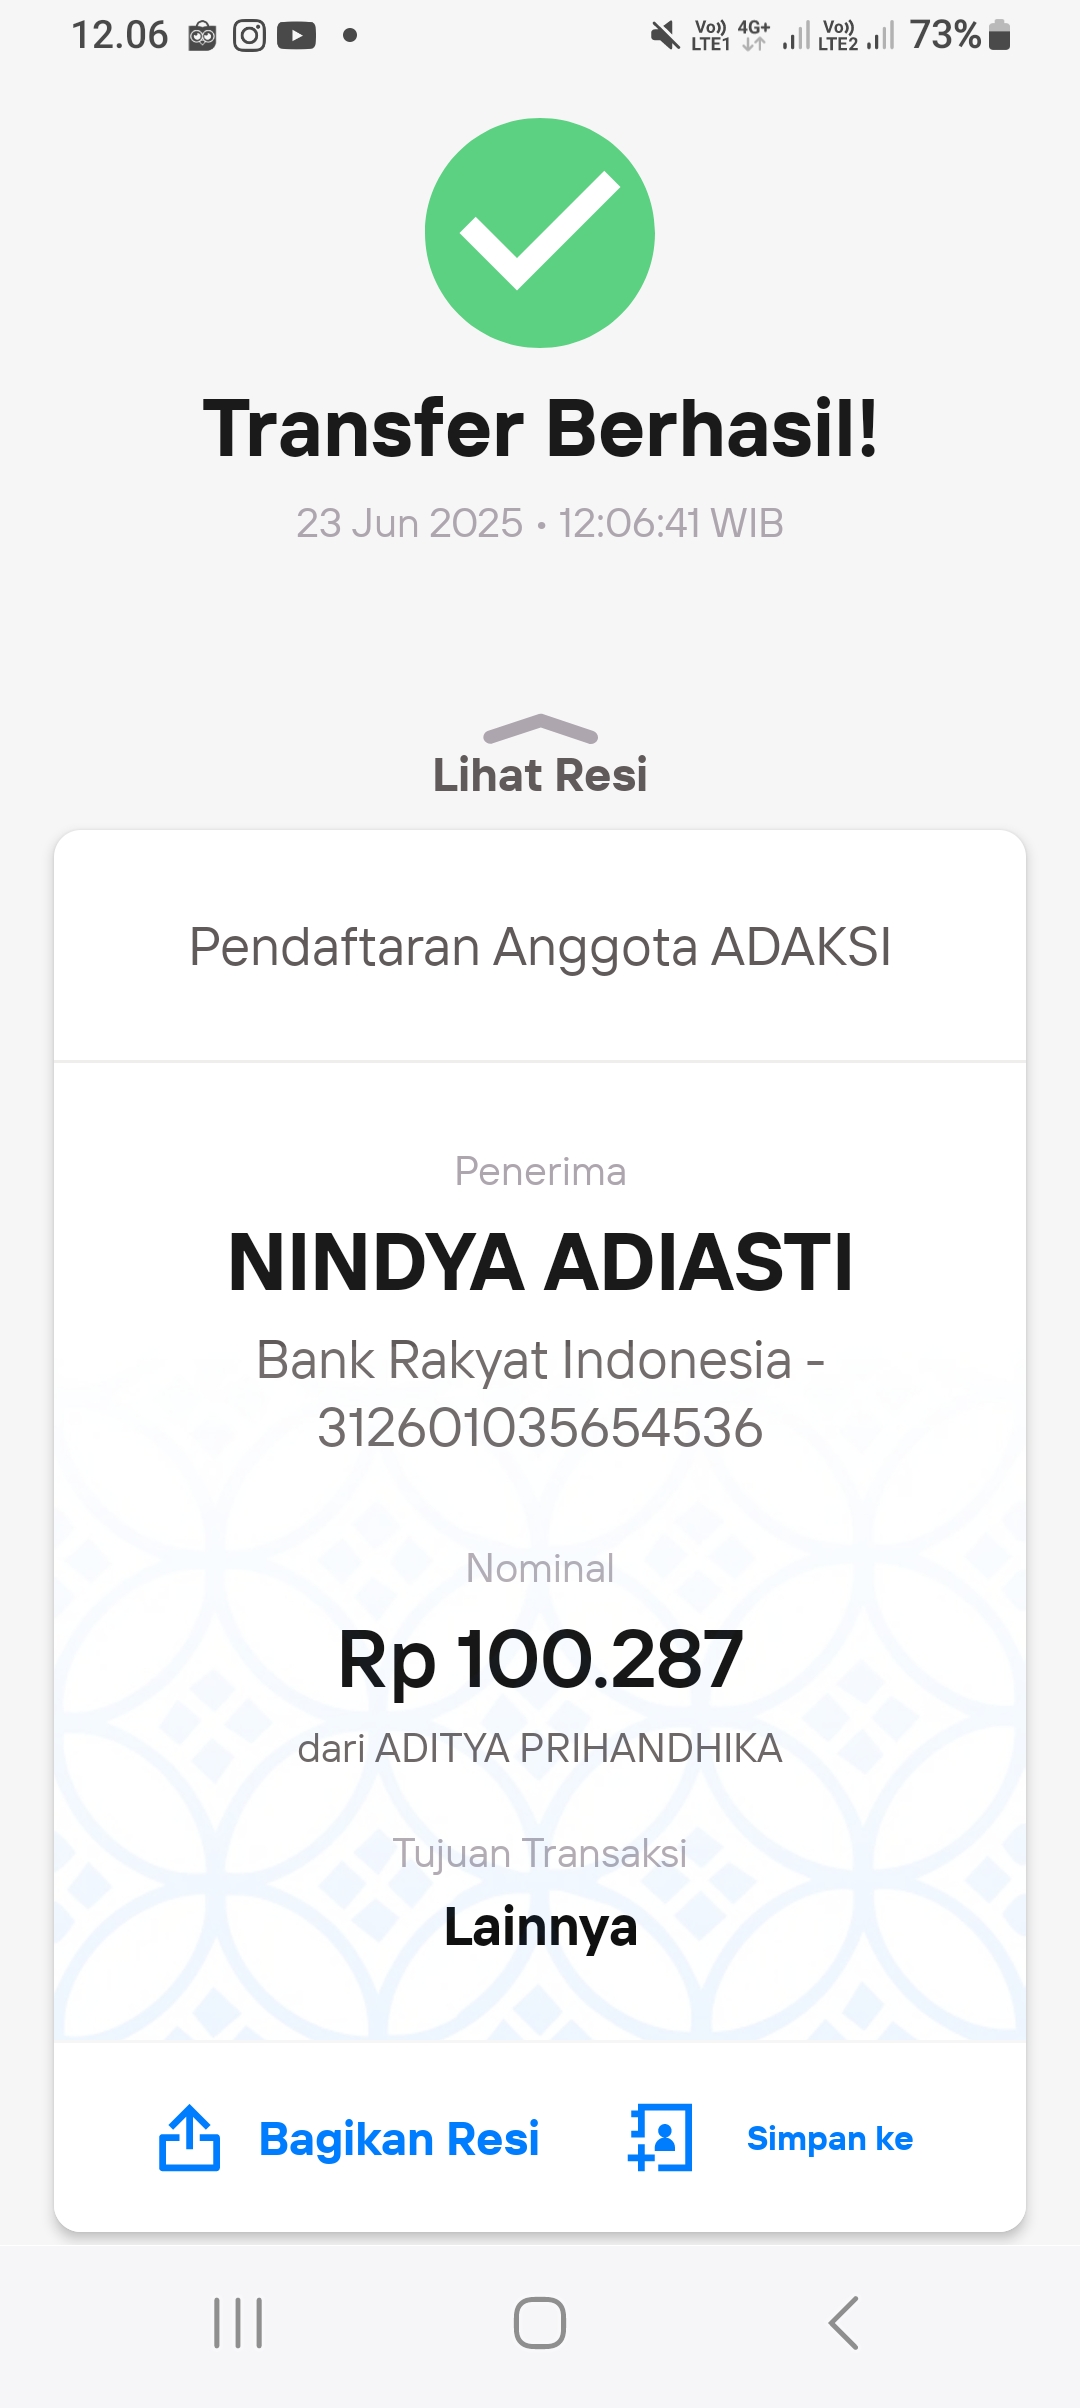 12.06
Vo)) LTE1 4G+ Vo)) LTE2 73%
Transfer Berhasil!
23 Jun 2025 • 12:06:41 WIB
Lihat Resi
Pendaftaran Anggota ADAKSI
Penerima
NINDYA ADIASTI
Bank Rakyat Indonesia -
312601035654536
Nominal
Rp 100.287
dari ADITYA PRIHANDHIKA
Tujuan Transaksi
Lainnya
Bagikan Resi
Simpan ke